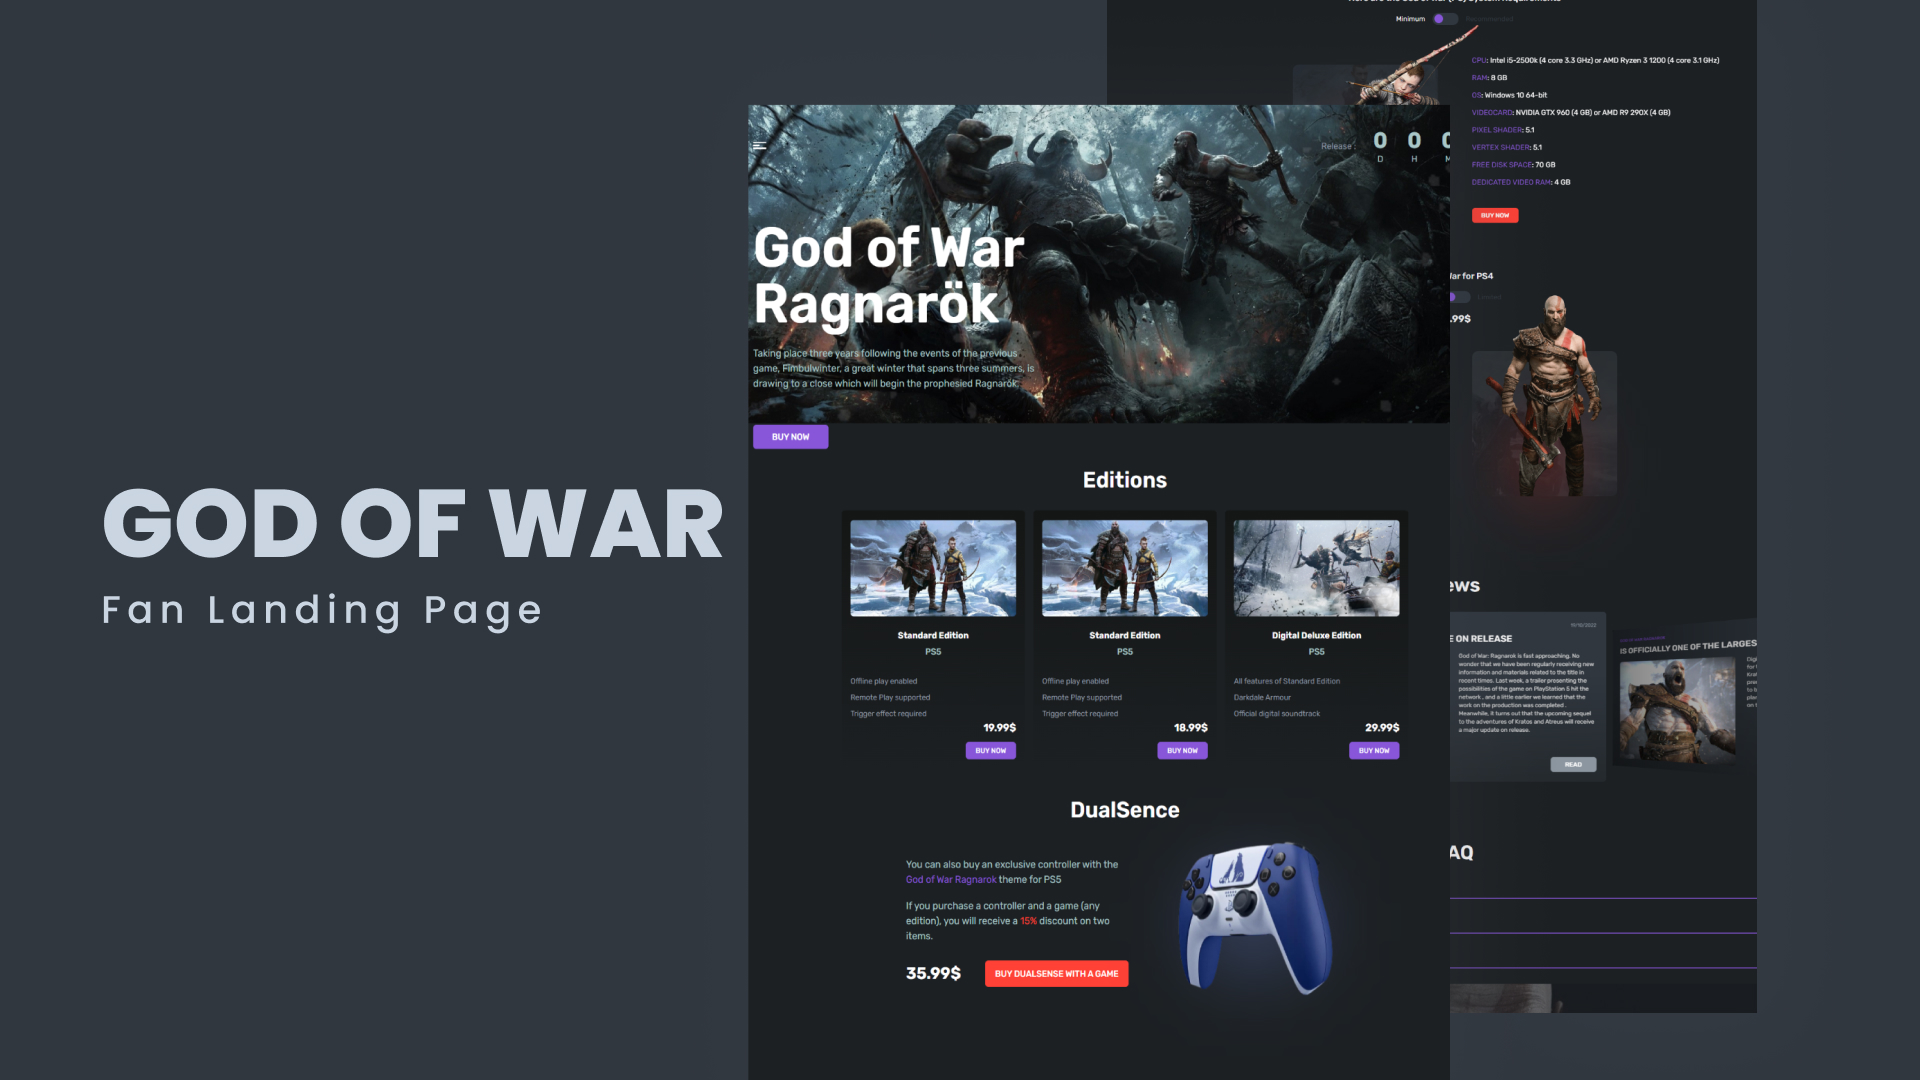 GOD OF WAR
Fan Landing Page
Release :
0 0
D H M
God of War
Ragnarök
Taking place three years following the events of the previous
game, Fimbulwinter, a great winter that spans three summers, is
drawing to a close which will begin the prophesied Ragnarök.
BUY NOW
Editions
Standard Edition
PS5
Offline play enabled
Remote Play supported
Trigger effect required
19.99$
BUY NOW
Standard Edition
PS5
Offline play enabled
Remote Play supported
Trigger effect required
18.99$
BUY NOW
Digital Deluxe Edition
PS5
All features of Standard Edition
Darkdale Armour
Official digital soundtrack
29.99$
BUY NOW
DualSence
You can also buy an exclusive controller with the
God of War Ragnarok theme for PS5
If you purchase a controller and a game (any
edition), you will receive a 15% discount on two
items.
35.99$
BUY DUALSENSE WITH A GAME
Minimum Recommended
CPU: Intel i5-2500k (4 core 3.3 GHz) or AMD Ryzen 3 1200 (4 core 3.1 GHz)
RAM: 8 GB
OS: Windows 10 64-bit
VIDEOCARD: NVIDIA GTX 960 (4 GB) or AMD R9 290X (4 GB)
PIXEL SHADER: 5.1
VERTEX SHADER: 5.1
FREE DISK SPACE: 70 GB
DEDICATED VIDEO RAM: 4 GB
BUY NOW
War for PS4
.99$
ews
E ON RELEASE
God of War: Ragnarok is fast approaching. No
wonder that we have been regularly receiving new
information and materials related to the title in
recent times. Last week, a trailer presenting the
possibilities of the game on PlayStation 5 hit the
network , and a little earlier we learned that the
work on the production was completed .
Meanwhile, it turns out that the upcoming sequel
to the adventures of Kratos and Atreus will receive
a major update on release.
READ
IS OFFICIALLY ONE OF THE LARGES
AQ